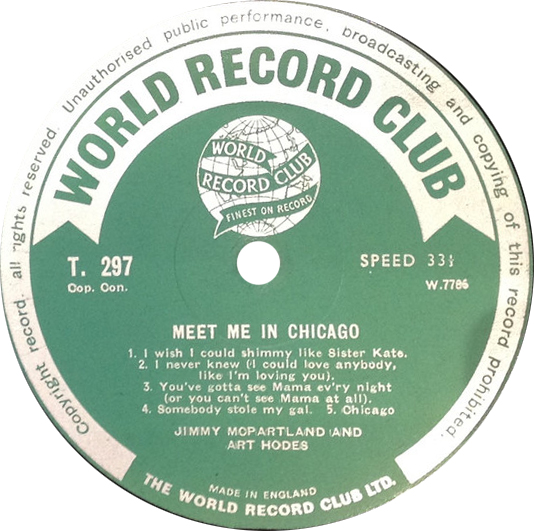 Copyright record. all rights reserved. Unauthorised public performance, broadcasting and copying of this record prohibited.
WORLD RECORD CLUB
WORLD
RECORD CLUB
FINEST ON RECORD
T. 297
Cop. Con.
SPEED 33⅓
W.7786
MEET ME IN CHICAGO
1. I wish I could shimmy like Sister Kate.
2. I never knew (I could love anybody,
like I'm loving you).
3. You've gotta see Mama ev'ry night
(or you can't see Mama at all).
4. Somebody stole my gal. 5. Chicago
JIMMY MCPARTLAND AND
ART HODES
MADE IN ENGLAND
THE WORLD RECORD CLUB LTD.